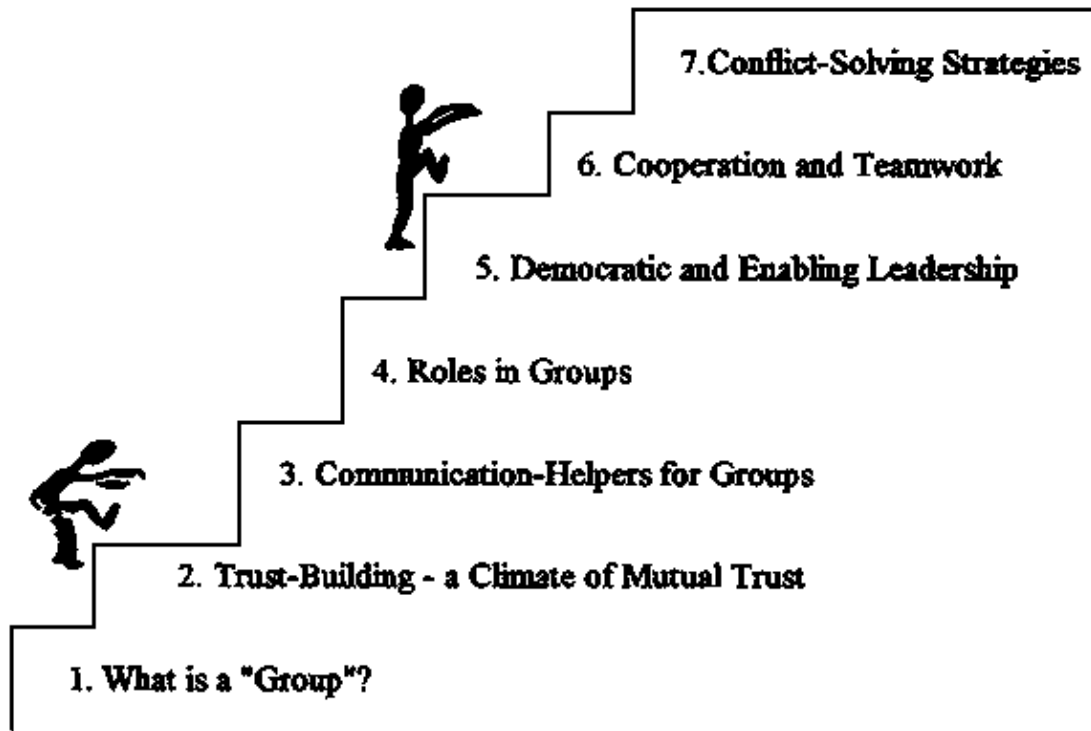 7.Conflict-Solving Strategies
6. Cooperation and Teamwork
5. Democratic and Enabling Leadership
4. Roles in Groups
3. Communication-Helpers for Groups
2. Trust-Building - a Climate of Mutual Trust
1. What is a "Group"?